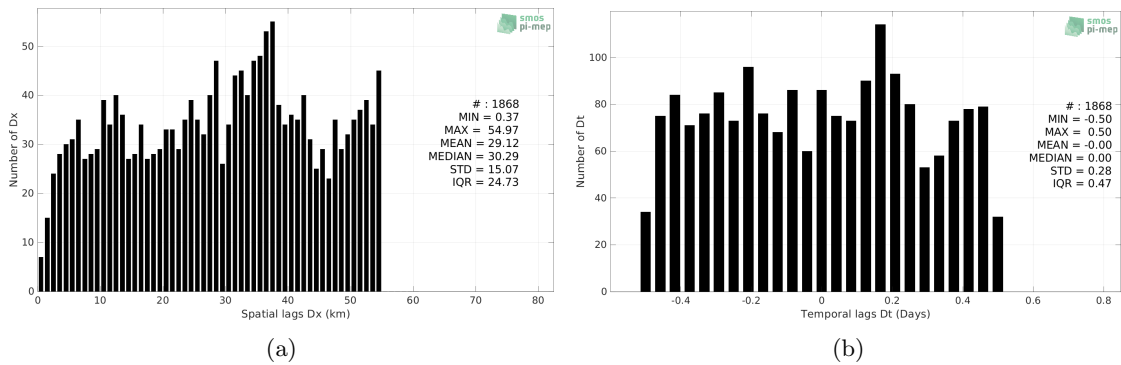 smos
pi-mep
50
40
30
20
10
0
Number of Dx
# : 1868
MIN = 0.37
MAX = 54.97
MEAN = 29.12
MEDIAN = 30.29
STD = 15.07
IQR = 24.73
0 10 20 30 40 50 60 70 80
Spatial lags Dx (km)
(a)
smos
pi-mep
100
80
60
40
20
0
Number of Dt
# : 1868
MIN = -0.50
MAX = 0.50
MEAN = -0.00
MEDIAN = 0.00
STD = 0.28
IQR = 0.47
-0.4 -0.2 0 0.2 0.4 0.6 0.8
Temporal lags Dt (Days)
(b)